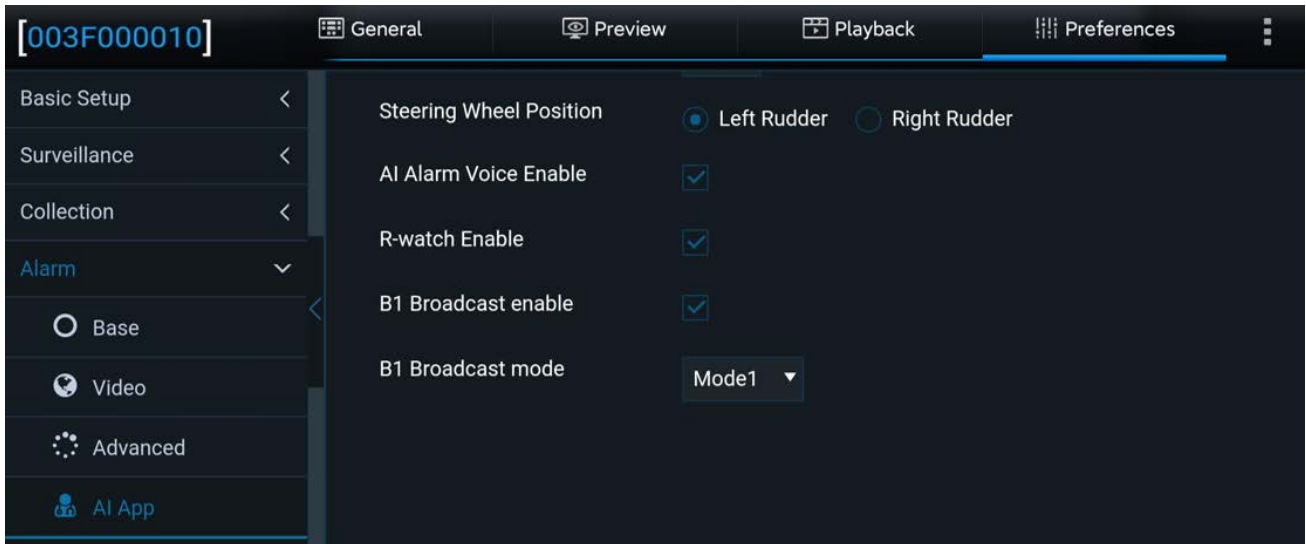 [003F000010]
General
Preview
Playback
Preferences
Basic Setup
Surveillance
Collection
Alarm
Base
Video
Advanced
AI App
Steering Wheel Position
Left Rudder
Right Rudder
AI Alarm Voice Enable
R-watch Enable
B1 Broadcast enable
B1 Broadcast mode
Mode1